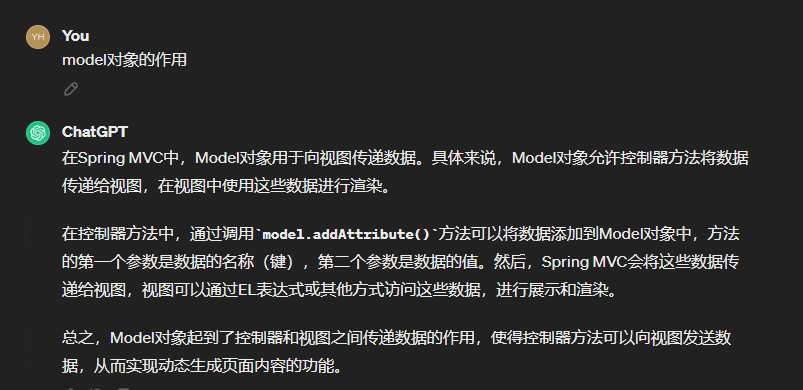 YH
You
model对象的作用
ChatGPT
在Spring MVC中，Model对象用于向视图传递数据。具体来说，Model对象允许控制器方法将数据
传递给视图，在视图中使用这些数据进行渲染。
在控制器方法中，通过调用`model.addAttribute()`方法可以将数据添加到Model对象中，方法
的第一个参数是数据的名称（键），第二个参数是数据的值。然后，Spring MVC会将这些数据传
递给视图，视图可以通过EL表达式或其他方式访问这些数据，进行展示和渲染。
总之，Model对象起到了控制器和视图之间传递数据的作用，使得控制器方法可以向视图发送数
据，从而实现动态生成页面内容的功能。